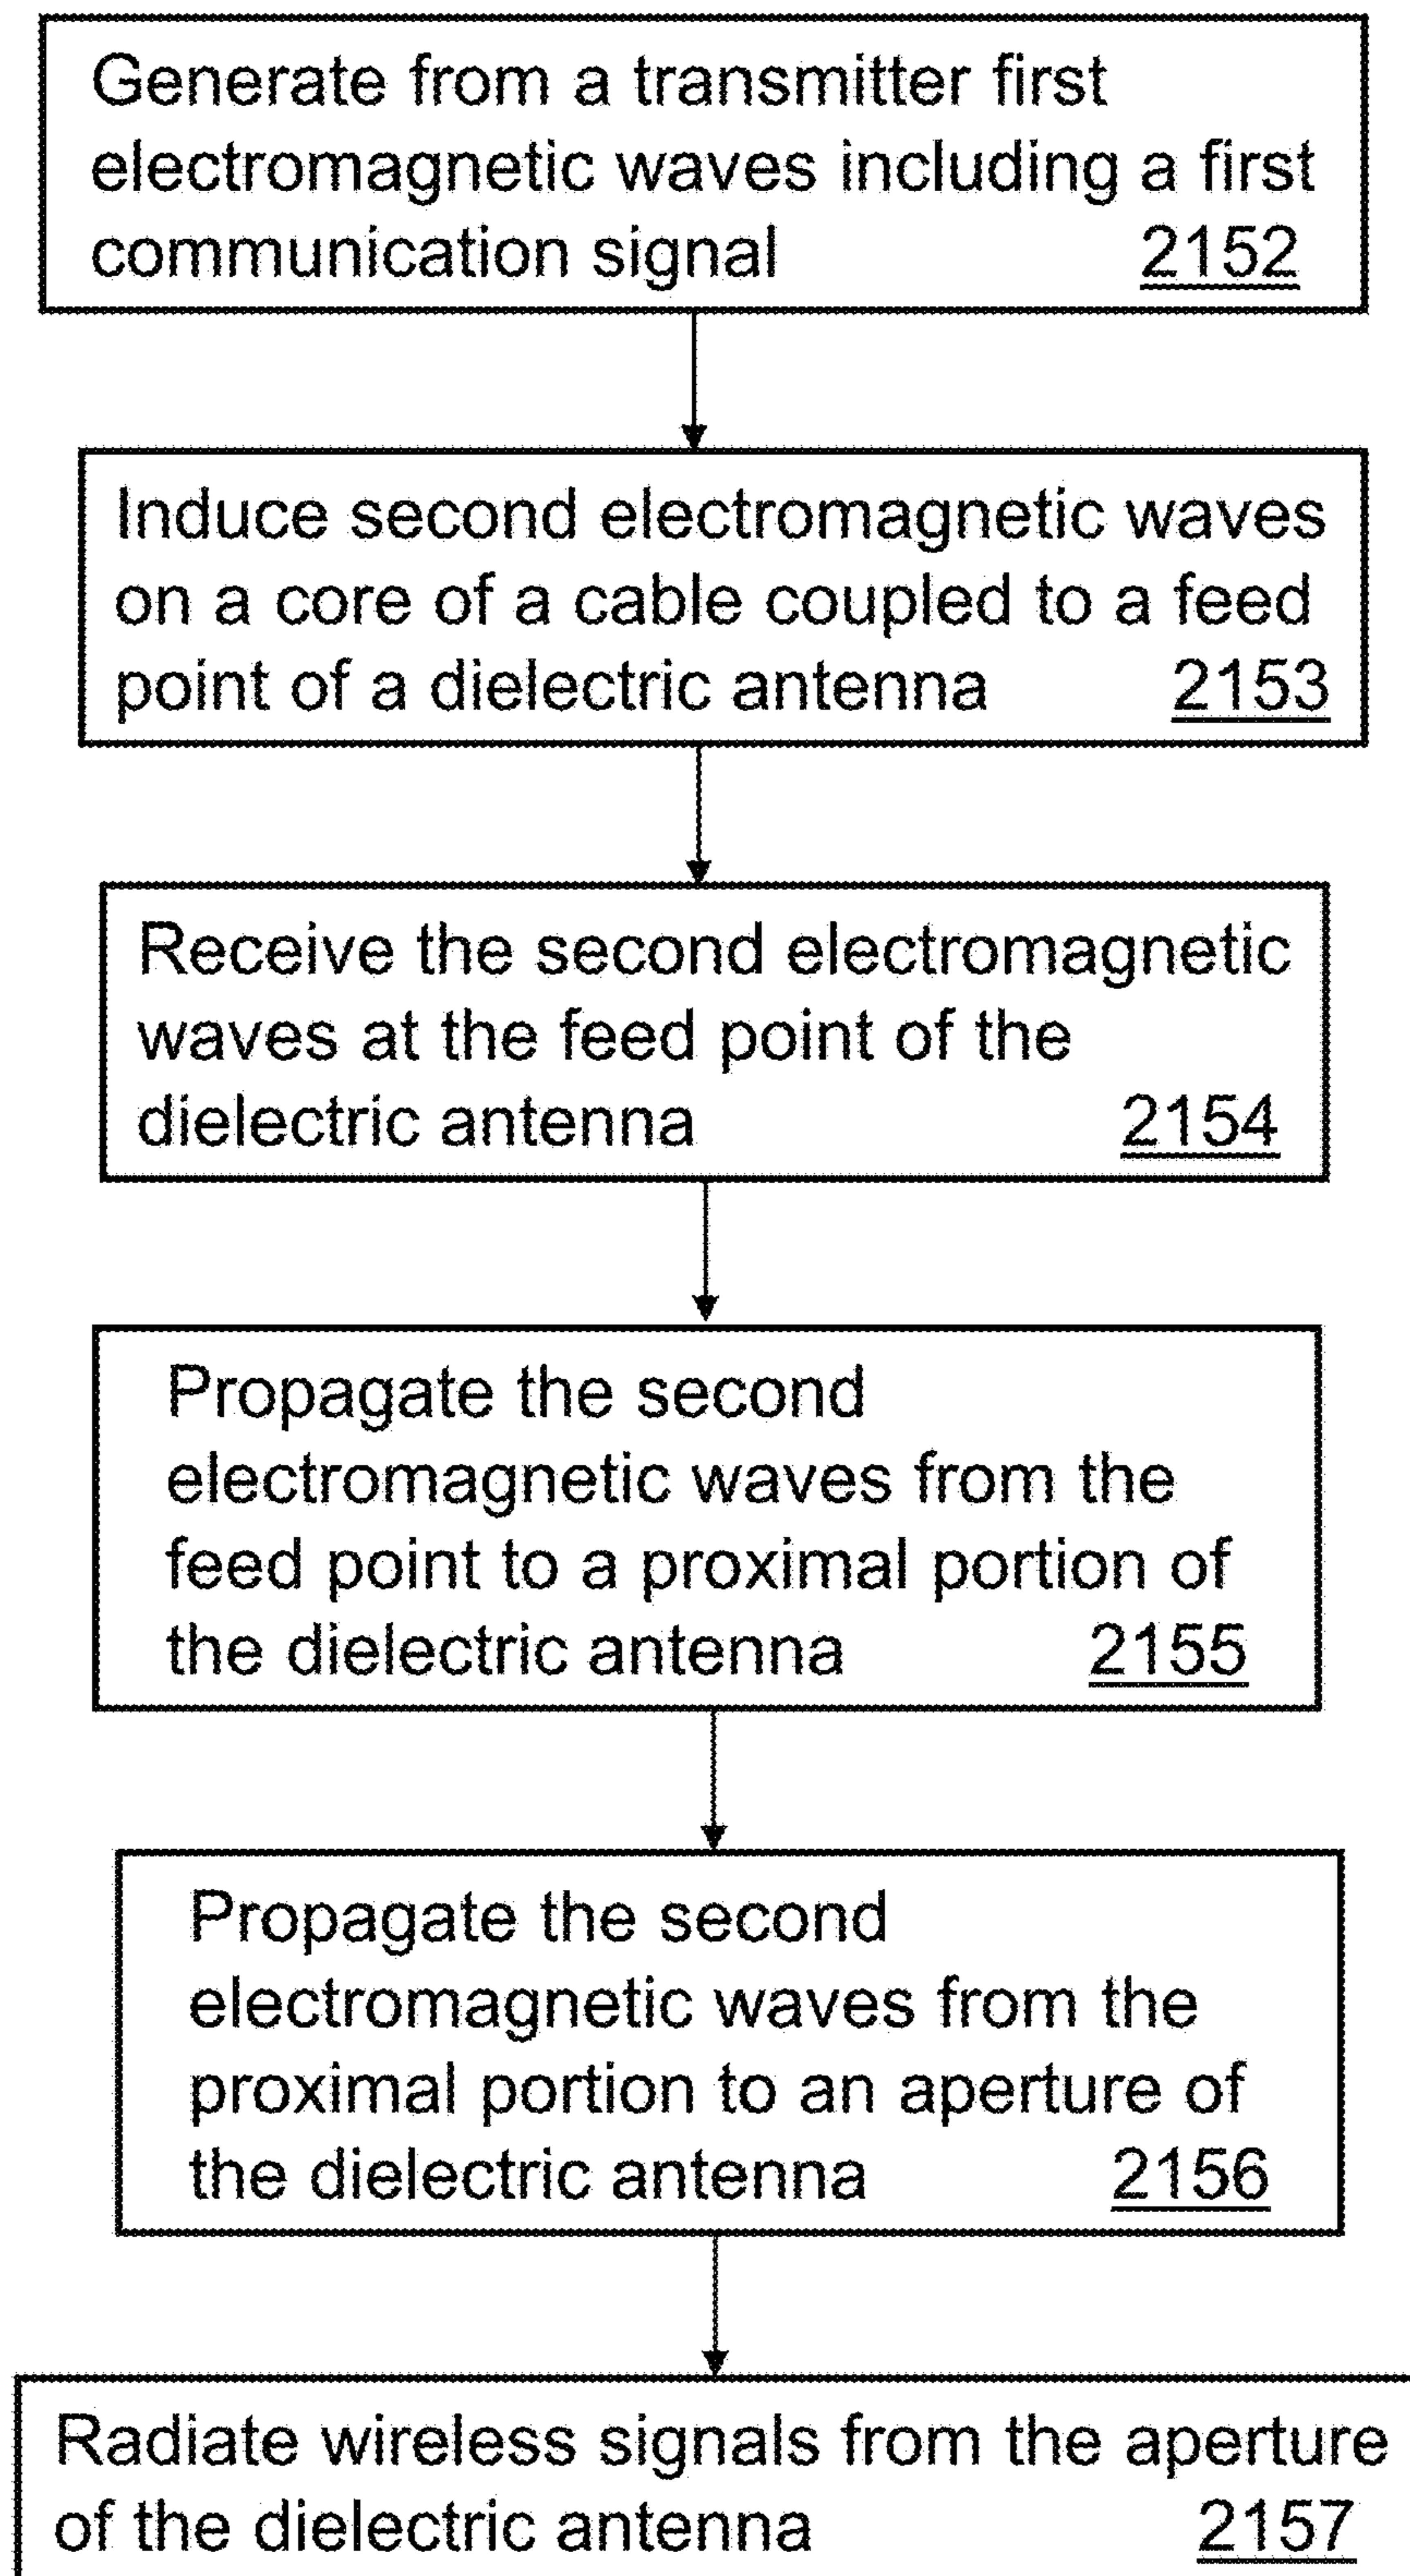 Generate from a transmitter first
electromagnetic waves including a first
communication signal 2152
Induce second electromagnetic waves
on a core of a cable coupled to a feed
point of a dielectric antenna 2153
Receive the second electromagnetic
waves at the feed point of the
dielectric antenna 2154
Propagate the second
electromagnetic waves from the
feed point to a proximal portion of
the dielectric antenna 2155
Propagate the second
electromagnetic waves from the
proximal portion to an aperture of
the dielectric antenna 2156
Radiate wireless signals from the aperture
of the dielectric antenna 2157